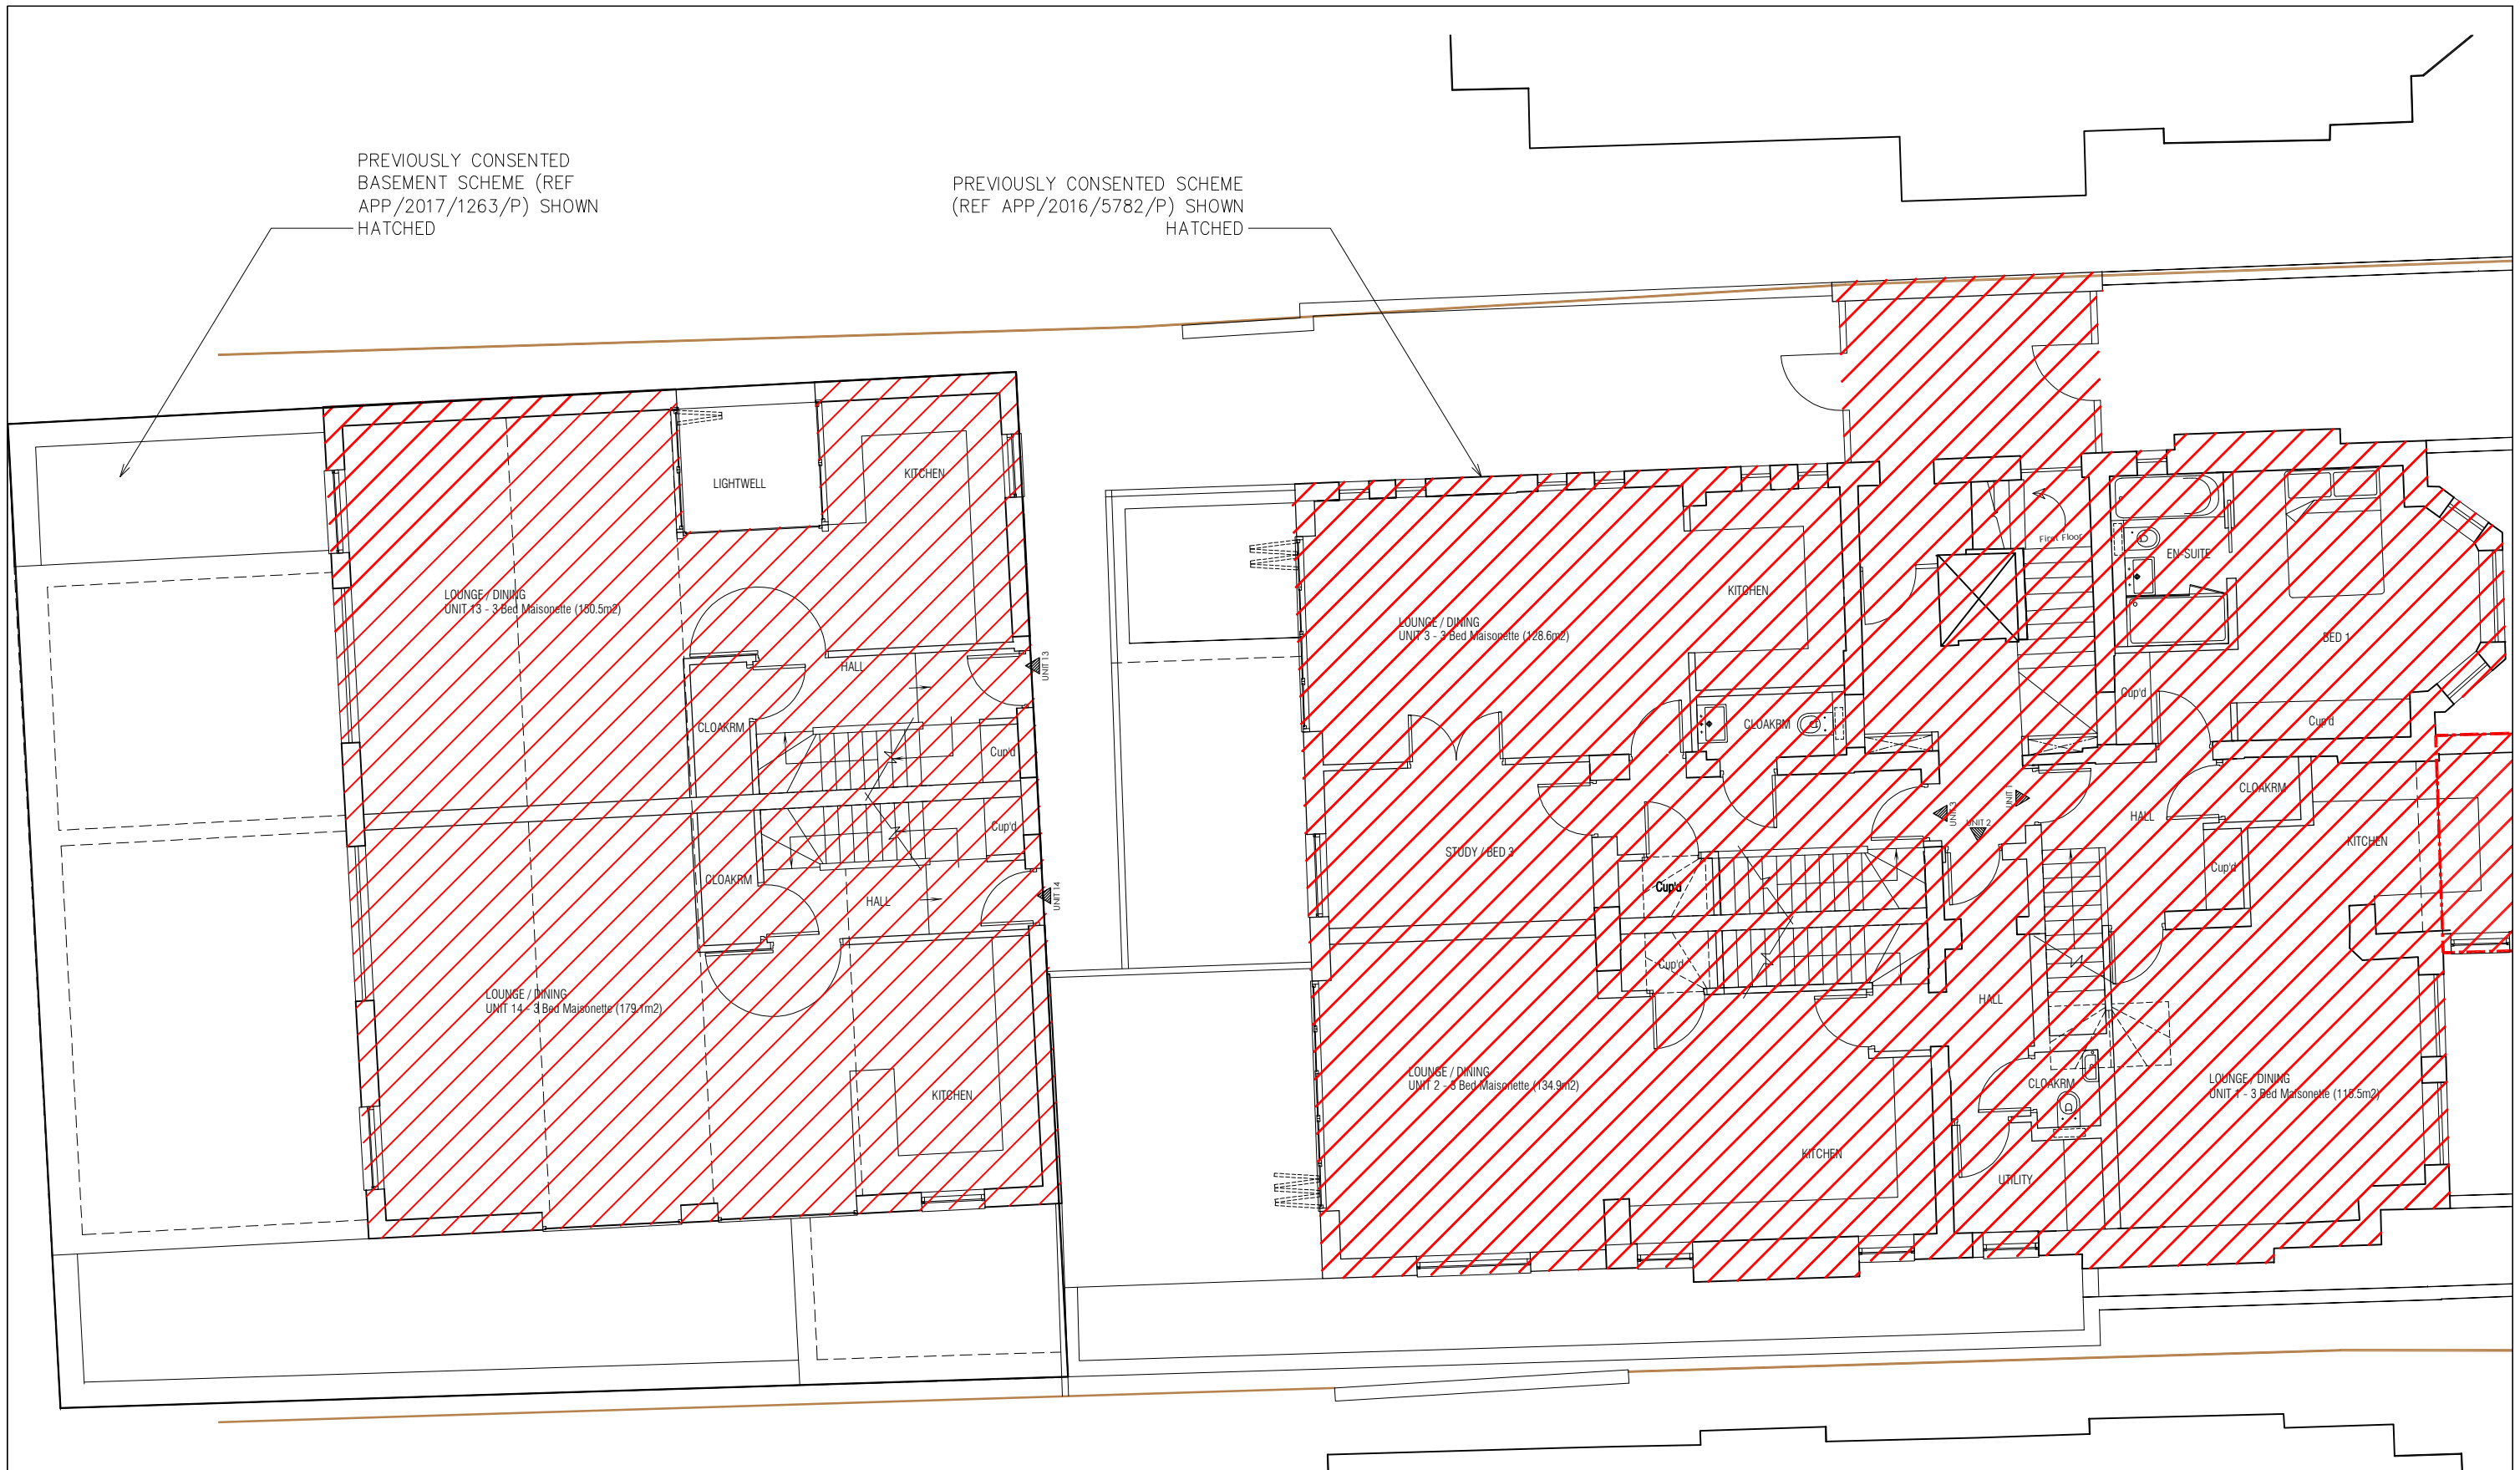 PREVIOUSLY CONSENTED
BASEMENT SCHEME (REF
APP/2017/1263/P) SHOWN
HATCHED
PREVIOUSLY CONSENTED SCHEME
(REF APP/2016/5782/P) SHOWN
HATCHED
LIGHTWELL
KITCHEN
LOUNGE / DINING
UNIT 13 - 3 Bed Maisonette (150.5m2)
HALL
UNIT 13
CLOAKRM
Cup'd
Cup'd
CLOAKRM
HALL
UNIT 14
LOUNGE / DINING
UNIT 14 - 3 Bed Maisonette (179.1m2)
KITCHEN
LOUNGE / DINING
UNIT 3 - 3 Bed Maisonette (128.6m2)
KITCHEN
CLOAKRM
STUDY / BED 3
Cup'd
Cup'd
UNIT 3
UNIT 2
UNIT 1
First Floor
EN-SUITE
BED 1
Cup'd
Cup'd
CLOAKRM
HALL
KITCHEN
Cup'd
HALL
LOUNGE / DINING
UNIT 2 - 3 Bed Maisonette (134.9m2)
KITCHEN
CLOAKRM
UTILITY
LOUNGE / DINING
UNIT 1 - 3 Bed Maisonette (115.5m2)